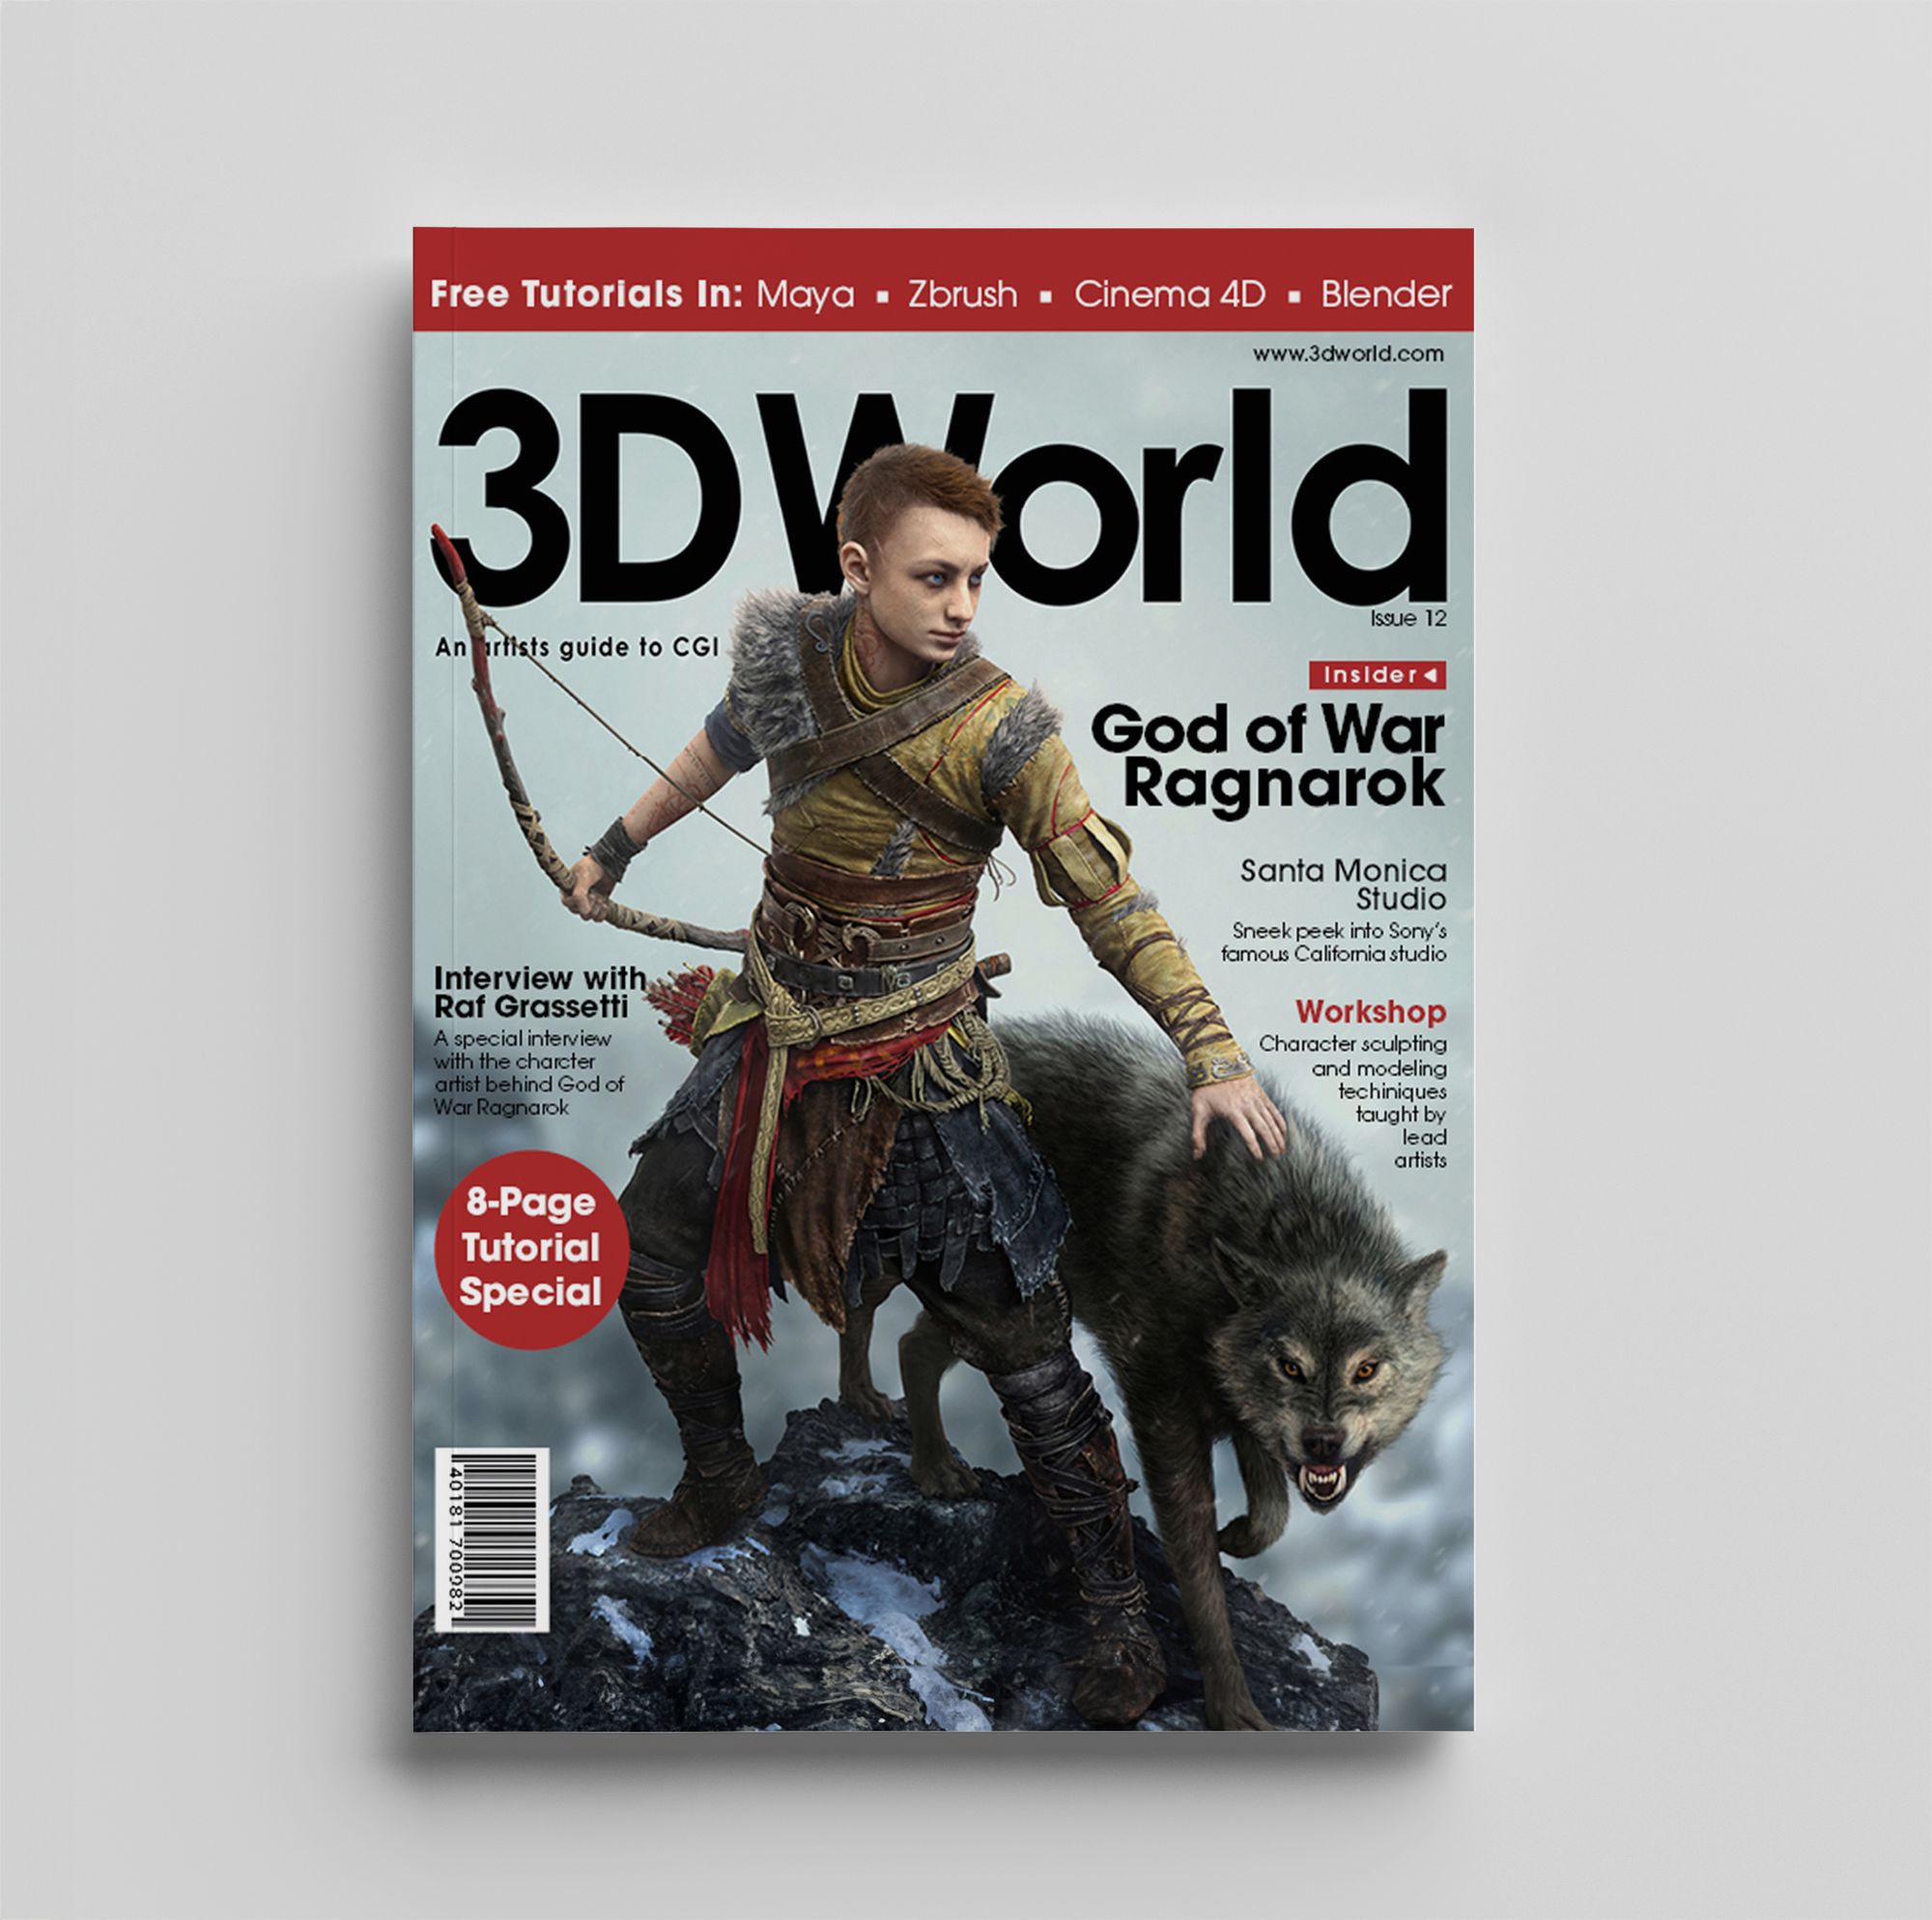 Free Tutorials In: Maya ▪ Zbrush ▪ Cinema 4D ▪ Blender
www.3dworld.com
3D World
Issue 12
An artists guide to CGI
Insider◀
God of War
Ragnarok
Santa Monica
Studio
Sneek peek into Sony's
famous California studio
Interview with
Raf Grassetti
A special interview
with the charcter
artist behind God of
War Ragnarok
Workshop
Character sculpting
and modeling
techiniques
taught by
lead
artists
8-Page
Tutorial
Special
40181 700982